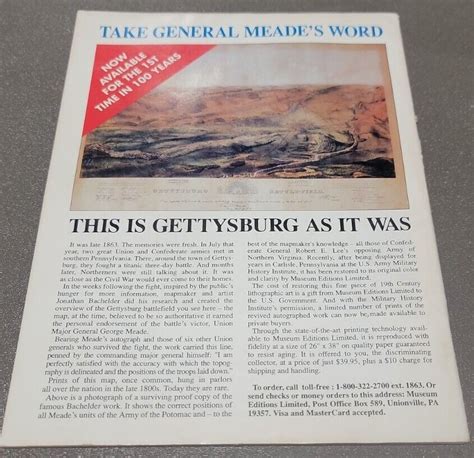 TAKE GENERAL MEADE'S WORD
NOW
AVAILABLE
FOR THE 1ST
TIME IN 100 YEARS
GETTYSBURG BATTLE-FIELD.
THIS IS GETTYSBURG AS IT WAS
It was late 1863. The memories were fresh. In July that
year, two great Union and Confederate armies met in
southern Pennsylvania. There, around the town of Gettys-
burg, they fought a titanic three-day battle. And months
later, Northerners were still talking about it. It was as
close as the Civil War ever would come to their homes.
In the weeks following the fight, inspired by the public's
hunger for more information, mapmaker and artist
Jonathan Bachelder did his research and created the
overview of the Gettysburg battlefield you see here – the
map, at the time, believed to be so authoritative it earned
the personal endorsement of the battle's victor, Union
Major General George Meade.
Bearing Meade's autograph and those of six other Union
generals who survived the fight, the work carried this line,
penned by the commanding major general himself: "I am
perfectly satisfied with the accuracy with which the topog-
raphy is delineated and the positions of the troops laid down."
Prints of this map, once common, hung in parlors
all over the nation in the late 1800s. Today they are rare.
Above is a photograph of a surviving proof copy of the
famous Bachelder work. It shows the correct positions of
all Meade's units of the Army of the Potomac and – to the
best of the mapmaker's knowledge – all those of Confed-
erate General Robert E. Lee's opposing Army of
Northern Virginia. Recently, after being displayed for
years in Carlisle, Pennsylvania at the U.S. Army Military
History Institute, it has been restored to its original color
and clarity by Museum Editions Limited.
The cost of restoring this fine piece of 19th Century
lithographic art is a gift from Museum Editions Limited to
the U.S. Government. And with the Military History
Institute's permission, a limited number of prints of the
revived autographed work can now be made available to
private buyers.
Through the state-of-the-art printing technology avail-
able to Museum Editions Limited, it is reproduced with
fidelity at a size of 26" x 38" on quality paper guaranteed
to resist aging. It is offered to you, the discriminating
collector, at a price of just $39.95, plus a $10 charge
for shipping and handling.
To order, call toll-free : 1-800-322-2700 ext. 1863. Or
send checks or money orders to this address: Museum
Editions Limited, Post Office Box 589, Unionville, PA
19357. Visa and MasterCard accepted.